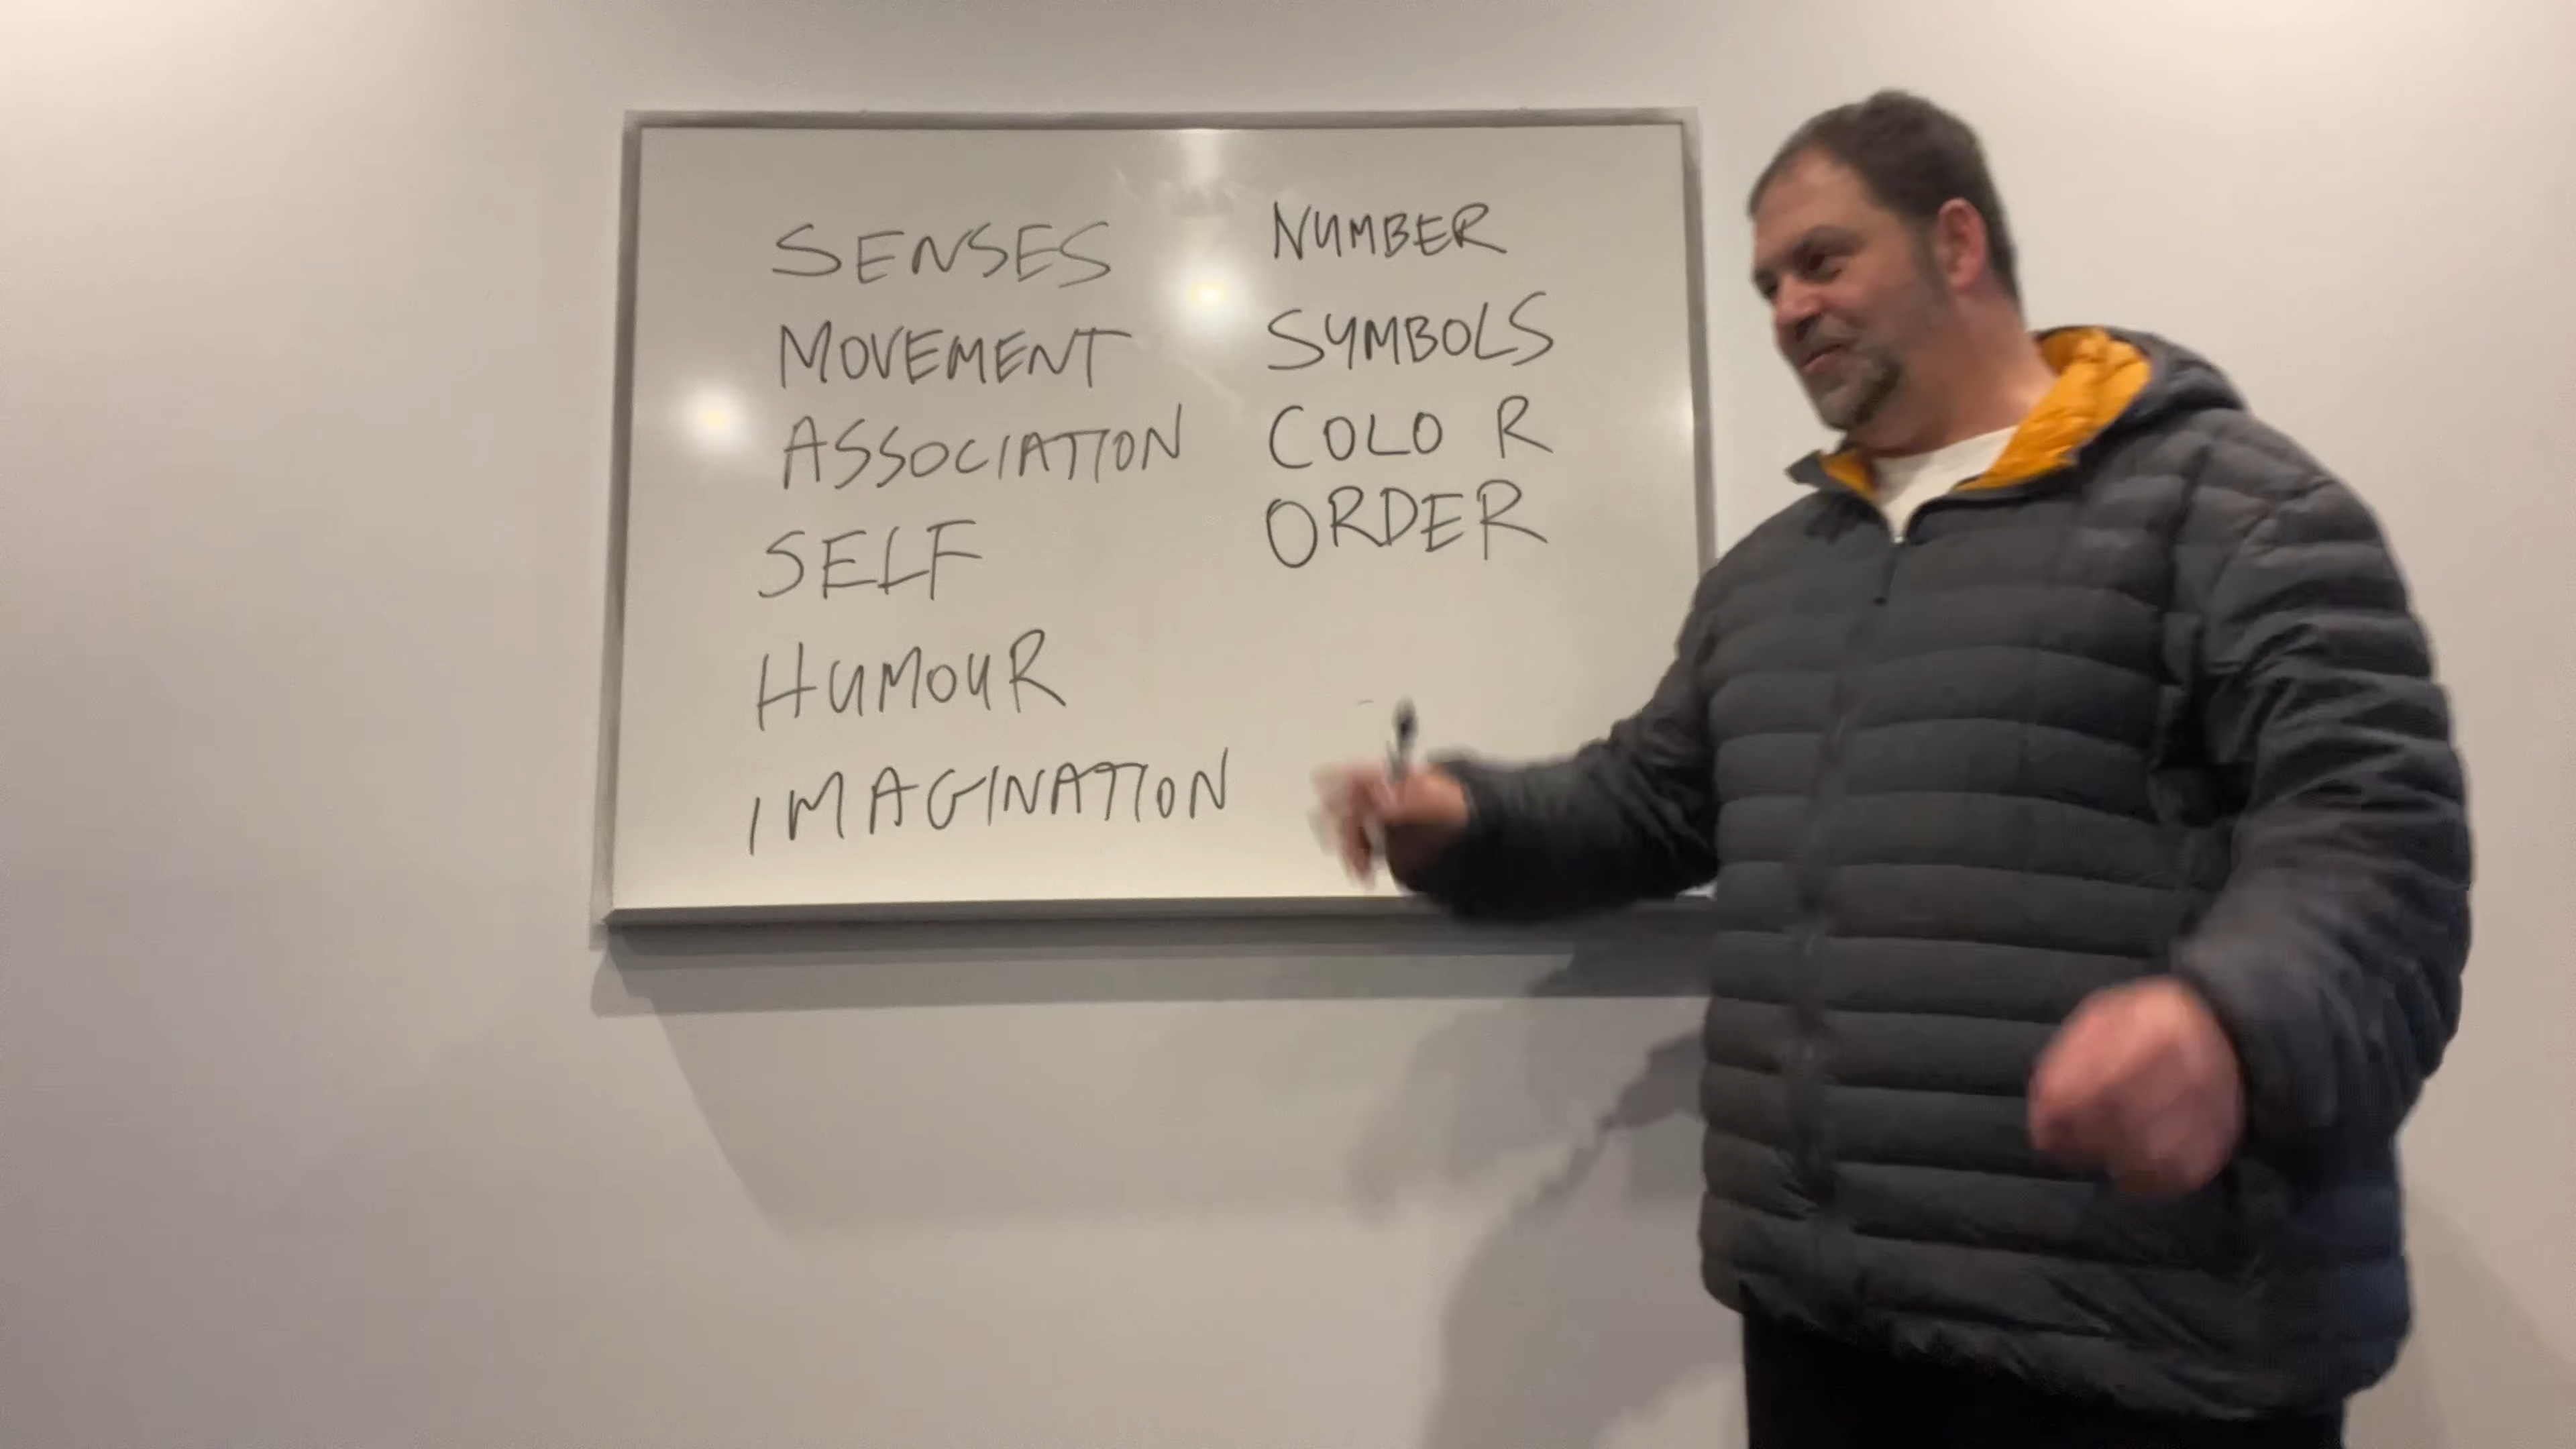 SENSES
MOVEMENT
ASSOCIATION
SELF
HUMOUR
IMAGINATION
NUMBER
SYMBOLS
COLO R
ORDER